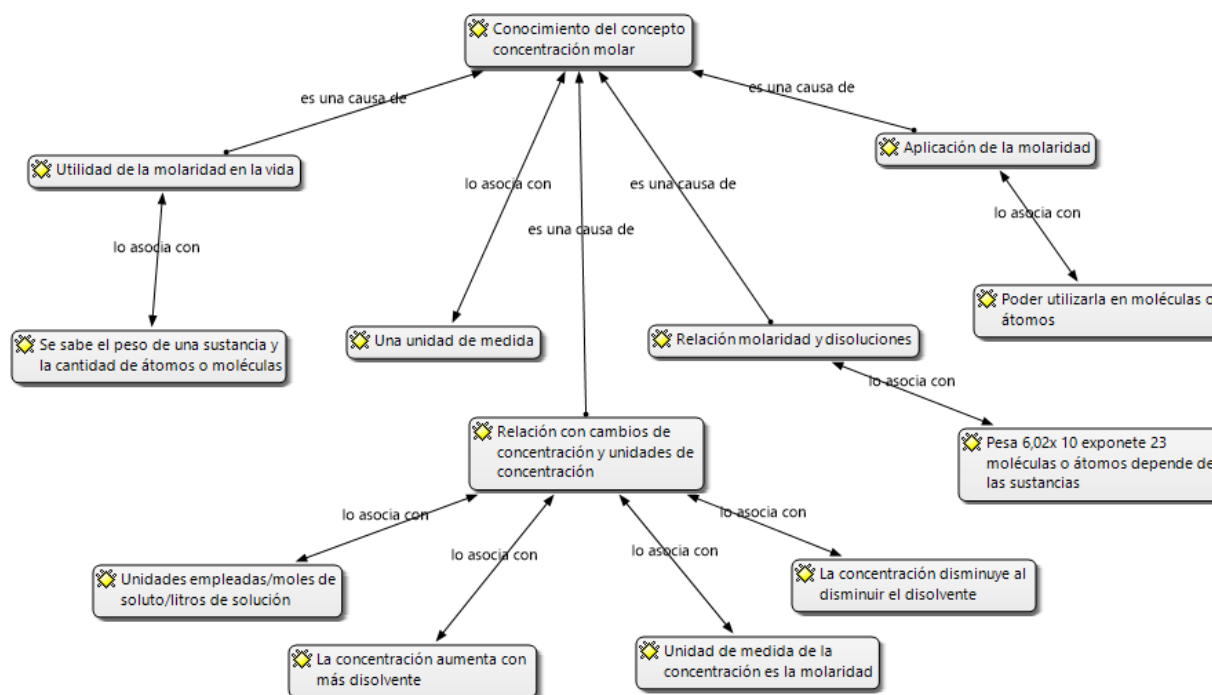 Conocimiento del concepto
concentración molar
es una causa de
es una causa de
Utilidad de la molaridad en la vida
Aplicación de la molaridad
lo asocia con
es una causa de
lo asocia con
es una causa de
lo asocia con
Se sabe el peso de una sustancia y
la cantidad de átomos o moléculas
Una unidad de medida
Relación molaridad y disoluciones
Poder utilizarla en moléculas o
átomos
lo asocia con
Relación con cambios de
concentración y unidades de
concentración
Pesa 6,02x 10 exponete 23
moléculas o átomos depende de
las sustancias
lo asocia con
lo asocia con
lo asocia con
lo asocia con
Unidades empleadas/moles de
soluto/litros de solución
La concentración disminuye al
disminuir el disolvente
La concentración aumenta con
más disolvente
Unidad de medida de la
concentración es la molaridad